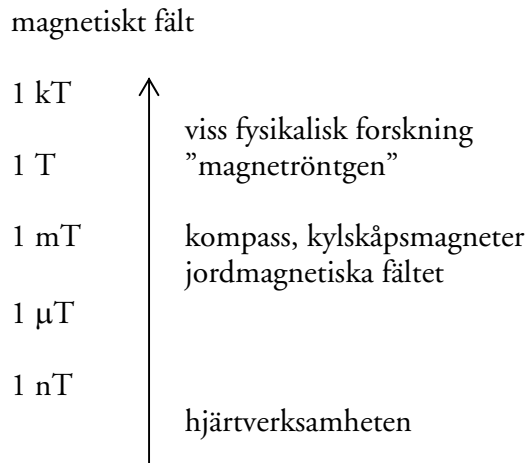 magnetiskt fält
1 kT
viss fysikalisk forskning
1 T
”magnetröntgen”
1 mT
kompass, kylskåpsmagneter
jordmagnetiska fältet
1 μT
1 nT
hjärtverksamheten